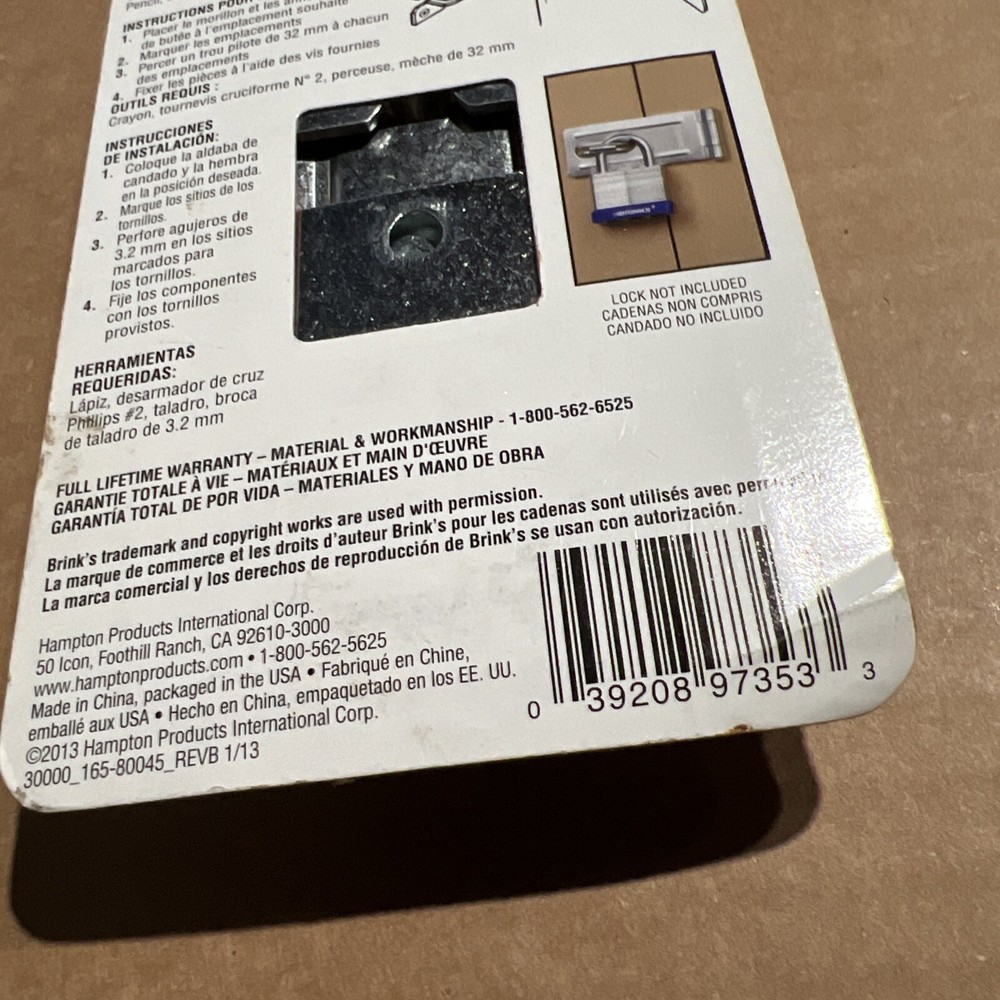 Pencil,
INSTRUCTIONS POUR
1. Placer le morillon et les
de butée à l'emplacement souhaité
2. Marquer les emplacements
3. Percer un trou pilote de 32 mm à chacun
des emplacements
4. Fixer les pièces à l'aide des vis fournies
OUTILS REQUIS :
Crayon, tournevis cruciforme N° 2, perceuse, mèche de 32 mm
INSTRUCCIONES
DE INSTALACIÓN:
1. Coloque la aldaba de
candado y la hembra
en la posición deseada.
2. Marque los sitios de los
tornillos.
3. Perfore agujeros de
3.2 mm en los sitios
marcados para
los tornillos.
4. Fije los componentes
con los tornillos
provistos.
HERRAMIENTAS
REQUERIDAS:
Lápiz, desarmador de cruz
Phillips #2, taladro, broca
de taladro de 3.2 mm
LOCK NOT INCLUDED
CADENAS NON COMPRIS
CANDADO NO INCLUIDO
FULL LIFETIME WARRANTY – MATERIAL & WORKMANSHIP - 1-800-562-6525
GARANTIE TOTALE À VIE – MATÉRIAUX ET MAIN D'ŒUVRE
GARANTÍA TOTAL DE POR VIDA – MATERIALES Y MANO DE OBRA
Brink's trademark and copyright works are used with permission.
La marque de commerce et les droits d'auteur Brink's pour les cadenas sont utilisés avec
La marca comercial y los derechos de reproducción de Brink's se usan con autorización.
Hampton Products International Corp.
50 Icon, Foothill Ranch, CA 92610-3000
www.hamptonproducts.com • 1-800-562-5625
Made in China, packaged in the USA • Fabriqué en Chine,
emballé aux USA • Hecho en China, empaquetado en los EE. UU.
©2013 Hampton Products International Corp.
30000_165-80045_REVB 1/13
0 39208 97353 3